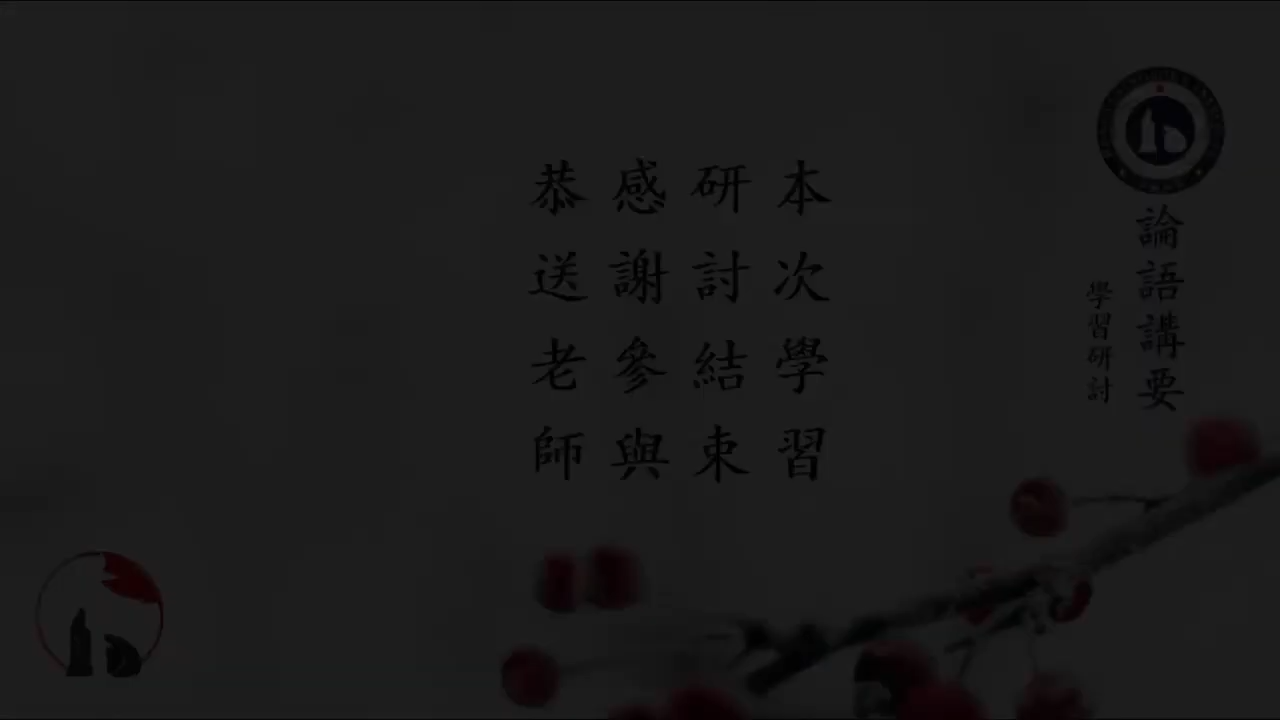 論語講要
學習研討
本次學習
研討結束
感謝參與
恭送老師